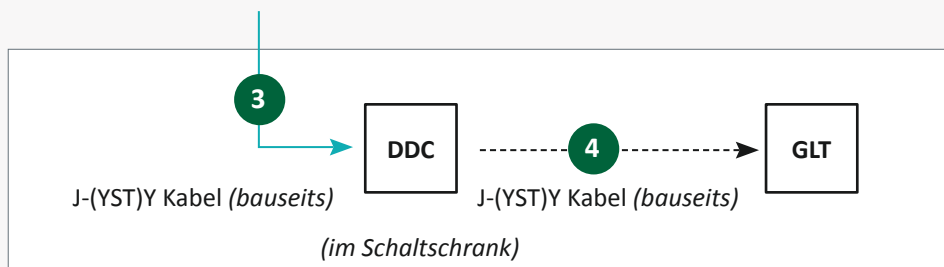 3
DDC
4
GLT
J-(YST)Y Kabel (bauseits)
J-(YST)Y Kabel (bauseits)
(im Schaltschrank)